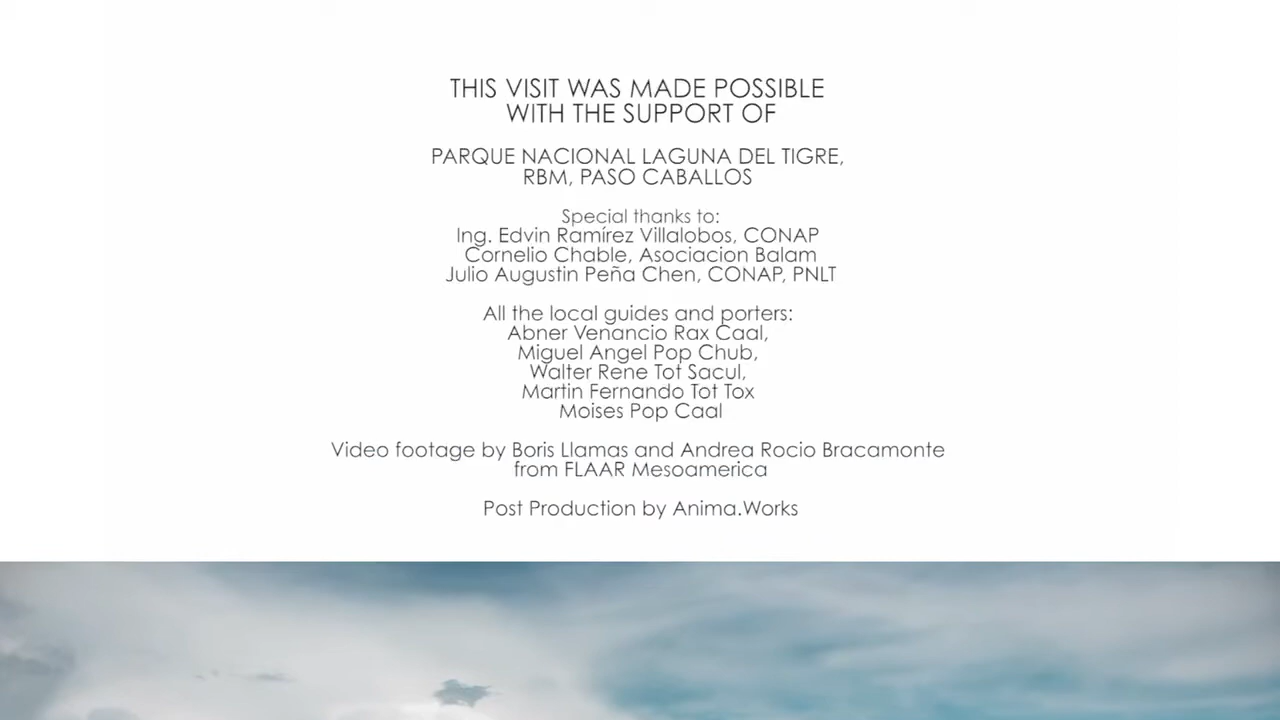 THIS VISIT WAS MADE POSSIBLE
WITH THE SUPPORT OF
PARQUE NACIONAL LAGUNA DEL TIGRE,
RBM, PASO CABALLOS
Special thanks to:
Ing. Edvin Ramírez Villalobos, CONAP
Cornelio Chable, Asociacion Balam
Julio Augustin Peña Chen, CONAP, PNLT
All the local guides and porters:
Abner Venancio Rax Caal,
Miguel Angel Pop Chub,
Walter Rene Tot Sacul,
Martin Fernando Tot Tox
Moises Pop Caal
Video footage by Boris Llamas and Andrea Rocio Bracamonte
from FLAAR Mesoamerica
Post Production by Anima.Works